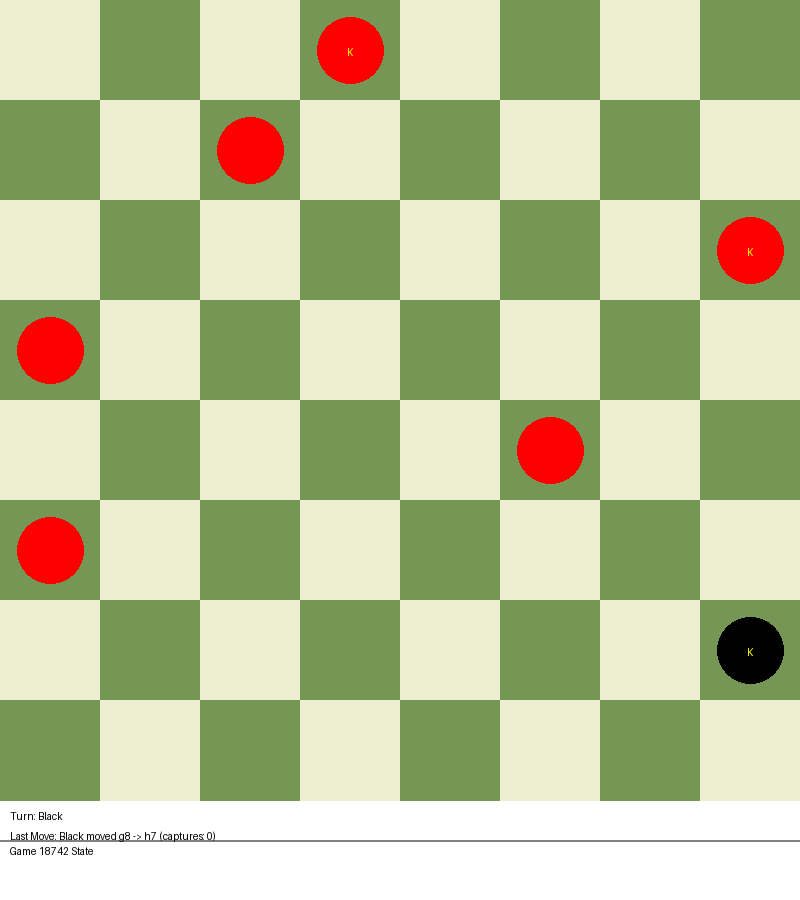 K
K
K
Turn: Black
Last Move: Black moved g8 -> h7 (captures: 0)
Game 18742 State